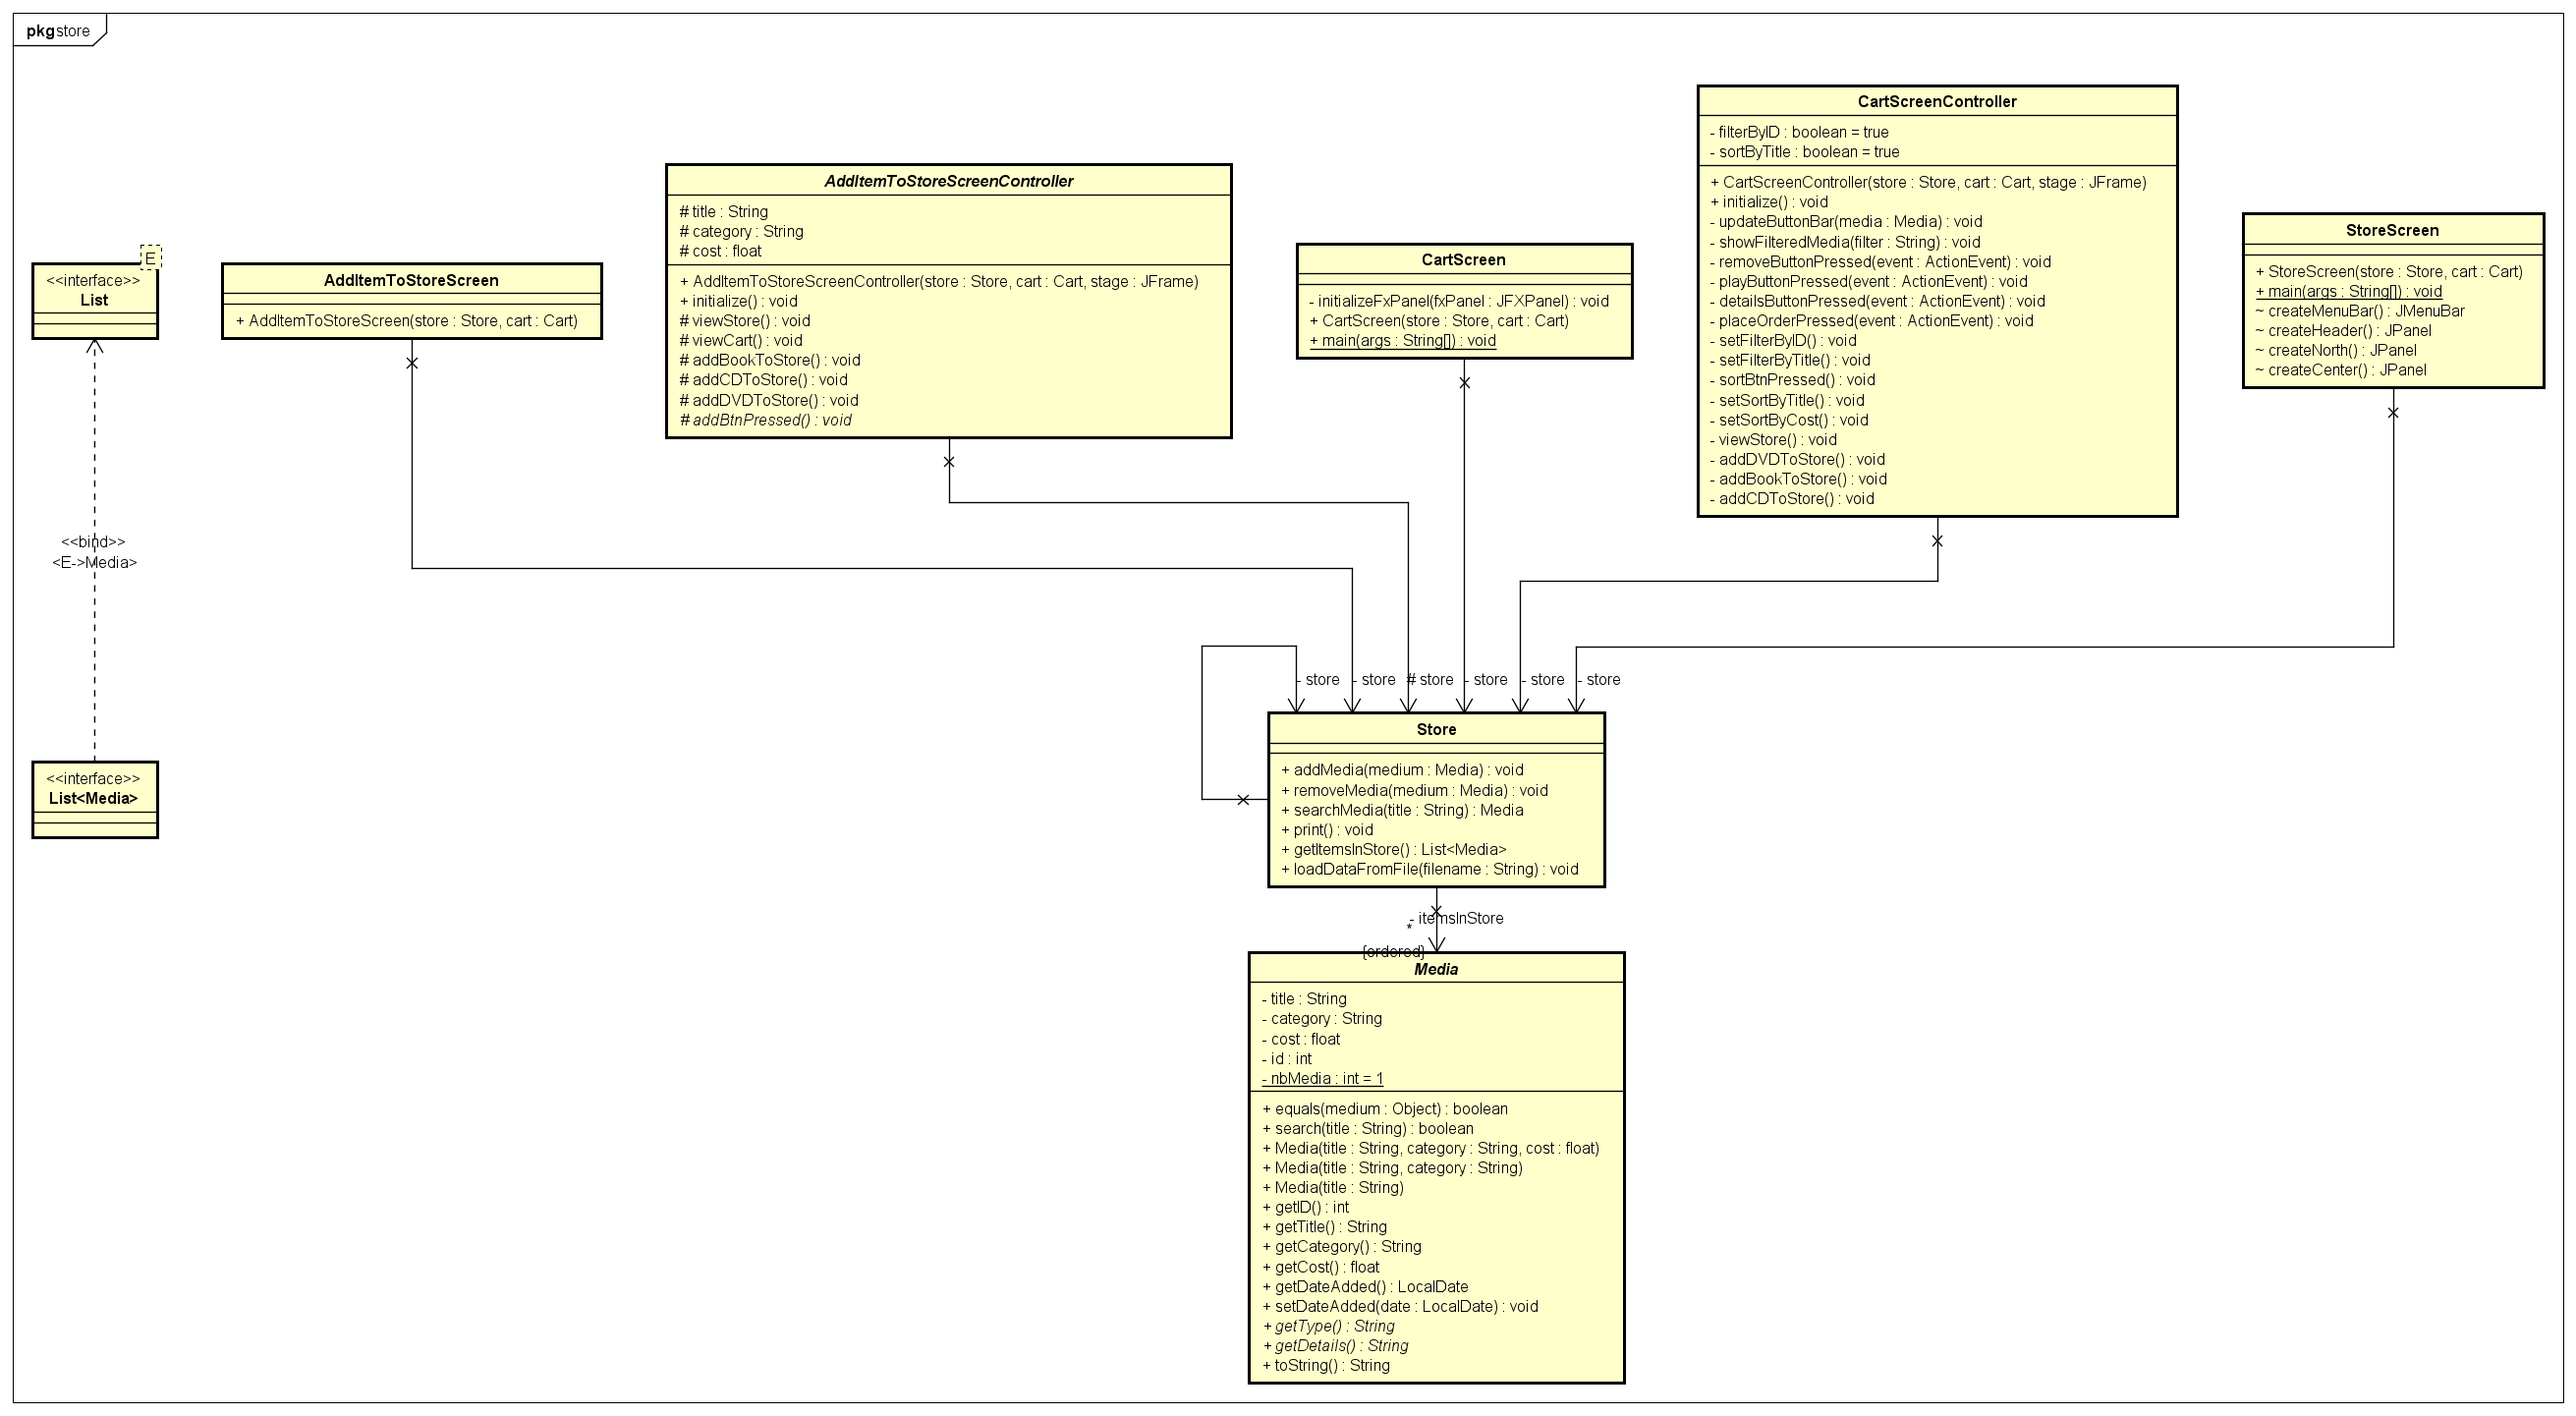 pkg store
E
<<interface>>
List
<<bind>>
<E->Media>
<<interface>>
List<Media>
AddItemToStoreScreen
+ AddItemToStoreScreen(store : Store, cart : Cart)
AddItemToStoreScreenController
# title : String
# category : String
# cost : float
+ AddItemToStoreScreenController(store : Store, cart : Cart, stage : JFrame)
+ initialize() : void
# viewStore() : void
# viewCart() : void
# addBookToStore() : void
# addCDToStore() : void
# addDVDToStore() : void
# addBtnPressed() : void
CartScreen
- initializeFxPanel(fxPanel : JFXPanel) : void
+ CartScreen(store : Store, cart : Cart)
+ main(args : String[]) : void
CartScreenController
- filterByID : boolean = true
- sortByTitle : boolean = true
+ CartScreenController(store : Store, cart : Cart, stage : JFrame)
+ initialize() : void
- updateButtonBar(media : Media) : void
- showFilteredMedia(filter : String) : void
- removeButtonPressed(event : ActionEvent) : void
- playButtonPressed(event : ActionEvent) : void
- detailsButtonPressed(event : ActionEvent) : void
- placeOrderPressed(event : ActionEvent) : void
- setFilterByID() : void
- setFilterByTitle() : void
- sortBtnPressed() : void
- setSortByTitle() : void
- setSortByCost() : void
- viewStore() : void
- addDVDToStore() : void
- addBookToStore() : void
- addCDToStore() : void
StoreScreen
+ StoreScreen(store : Store, cart : Cart)
+ main(args : String[]) : void
~ createMenuBar() : JMenuBar
~ createHeader() : JPanel
~ createNorth() : JPanel
~ createCenter() : JPanel
- store
- store
# store
- store
- store
- store
Store
+ addMedia(medium : Media) : void
+ removeMedia(medium : Media) : void
+ searchMedia(title : String) : Media
+ print() : void
+ getItemsInStore() : List<Media>
+ loadDataFromFile(filename : String) : void
- itemsInStore
*
{ordered}
Media
- title : String
- category : String
- cost : float
- id : int
- nbMedia : int = 1
+ equals(medium : Object) : boolean
+ search(title : String) : boolean
+ Media(title : String, category : String, cost : float)
+ Media(title : String, category : String)
+ Media(title : String)
+ getID() : int
+ getTitle() : String
+ getCategory() : String
+ getCost() : float
+ getDateAdded() : LocalDate
+ setDateAdded(date : LocalDate) : void
+ getType() : String
+ getDetails() : String
+ toString() : String